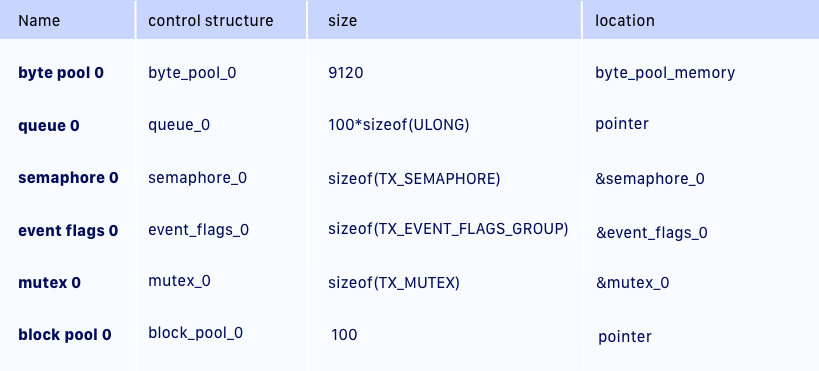 Name control structure size location
byte pool 0 byte_pool_0 9120 byte_pool_memory
queue 0 queue_0 100*sizeof(ULONG) pointer
semaphore 0 semaphore_0 sizeof(TX_SEMAPHORE) &semaphore_0
event flags 0 event_flags_0 sizeof(TX_EVENT_FLAGS_GROUP) &event_flags_0
mutex 0 mutex_0 sizeof(TX_MUTEX) &mutex_0
block pool 0 block_pool_0 100 pointer